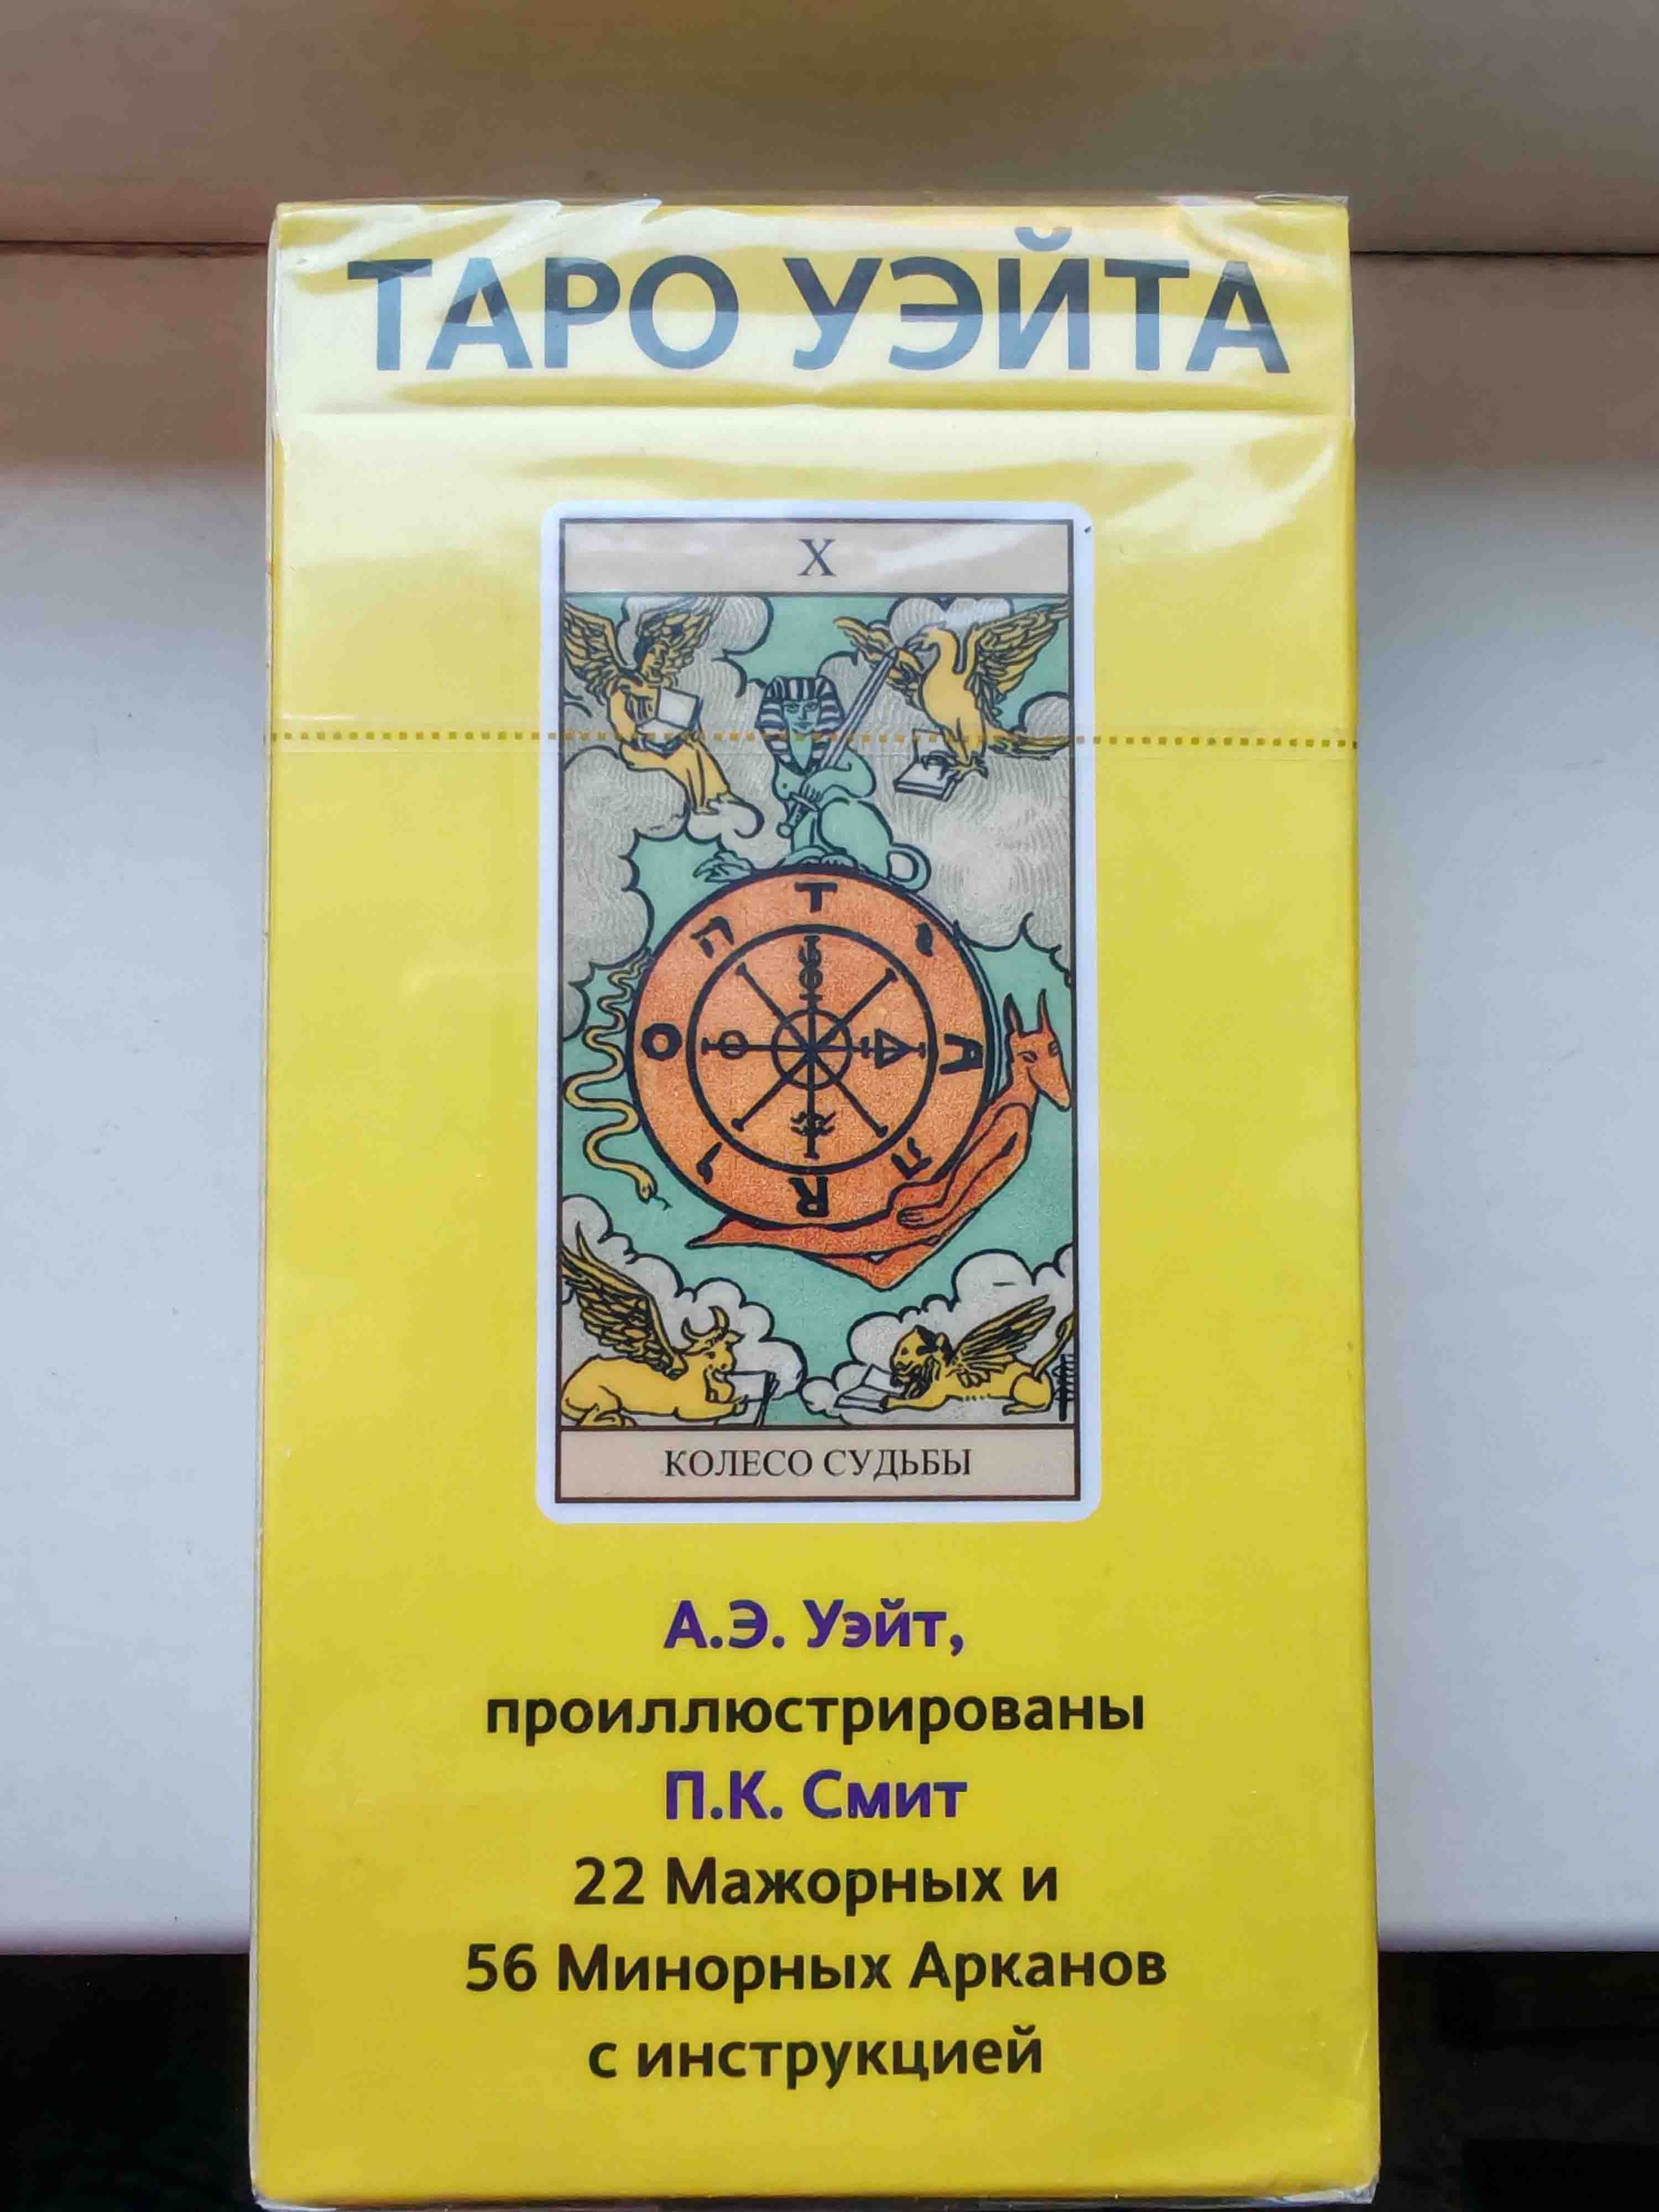 ТАРО УЭЙТА
X
T
A
R
O
КОЛЕСО СУДЬБЫ
А.Э. Уэйт,
проиллюстрированы
П.К. Смит
22 Мажорных и
56 Минорных Арканов
с инструкцией